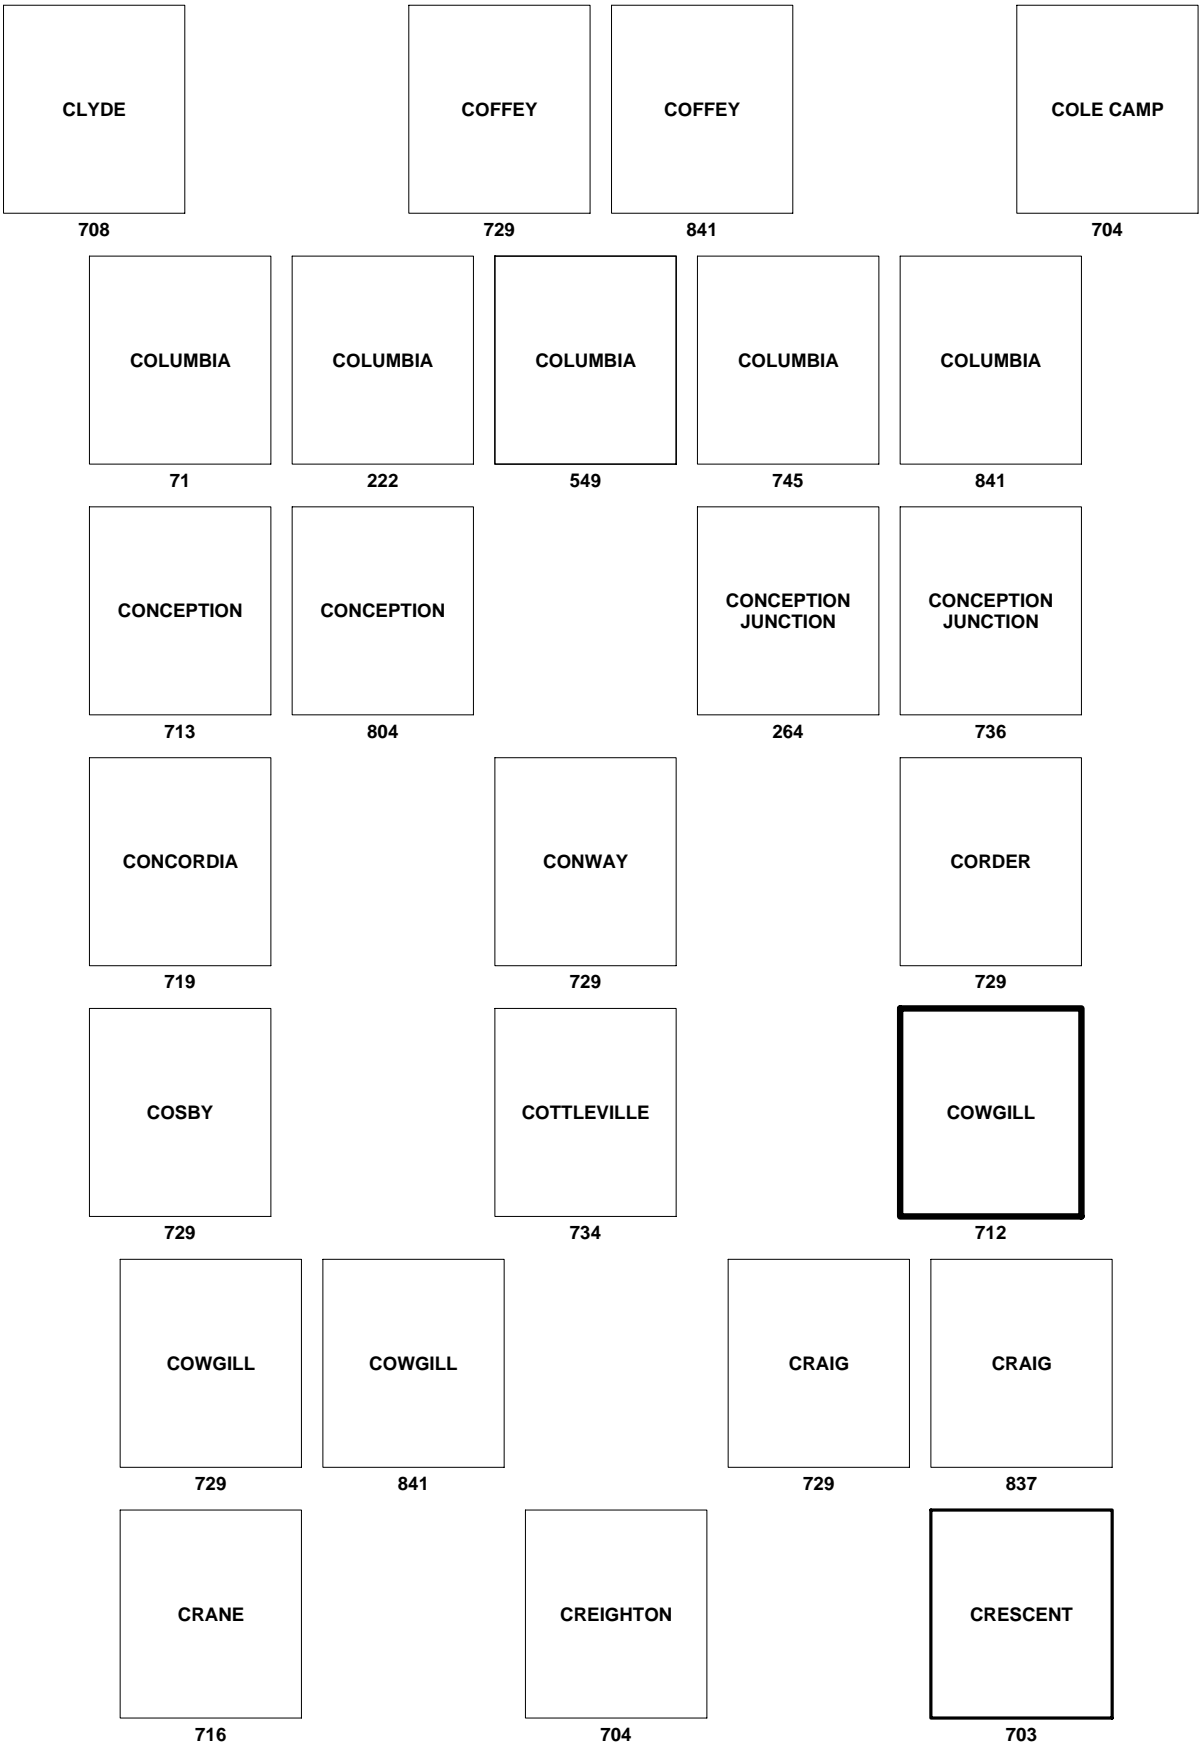 CLYDE
COFFEY
COFFEY
COLE CAMP
708
729
841
704
COLUMBIA
COLUMBIA
COLUMBIA
COLUMBIA
COLUMBIA
71
222
549
745
841
CONCEPTION
CONCEPTION
CONCEPTION
JUNCTION
CONCEPTION
JUNCTION
713
804
264
736
CONCORDIA
CONWAY
CORDER
719
729
729
COSBY
COTTLEVILLE
COWGILL
729
734
712
COWGILL
COWGILL
CRAIG
CRAIG
729
841
729
837
CRANE
CREIGHTON
CRESCENT
716
704
703